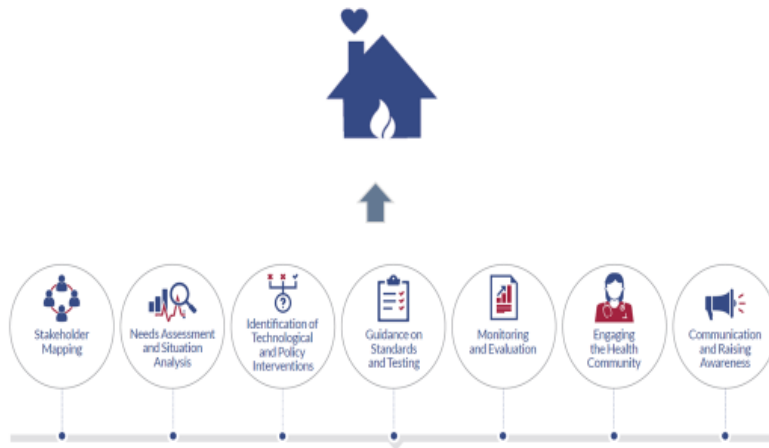 Stakeholder
Mapping
Needs Assessment
and Situation
Analysis
Identification of
Technological
and Policy
Interventions
Guidance on
Standards
and Testing
Monitoring
and Evaluation
Engaging
the Health
Community
Communication
and Raising
Awareness